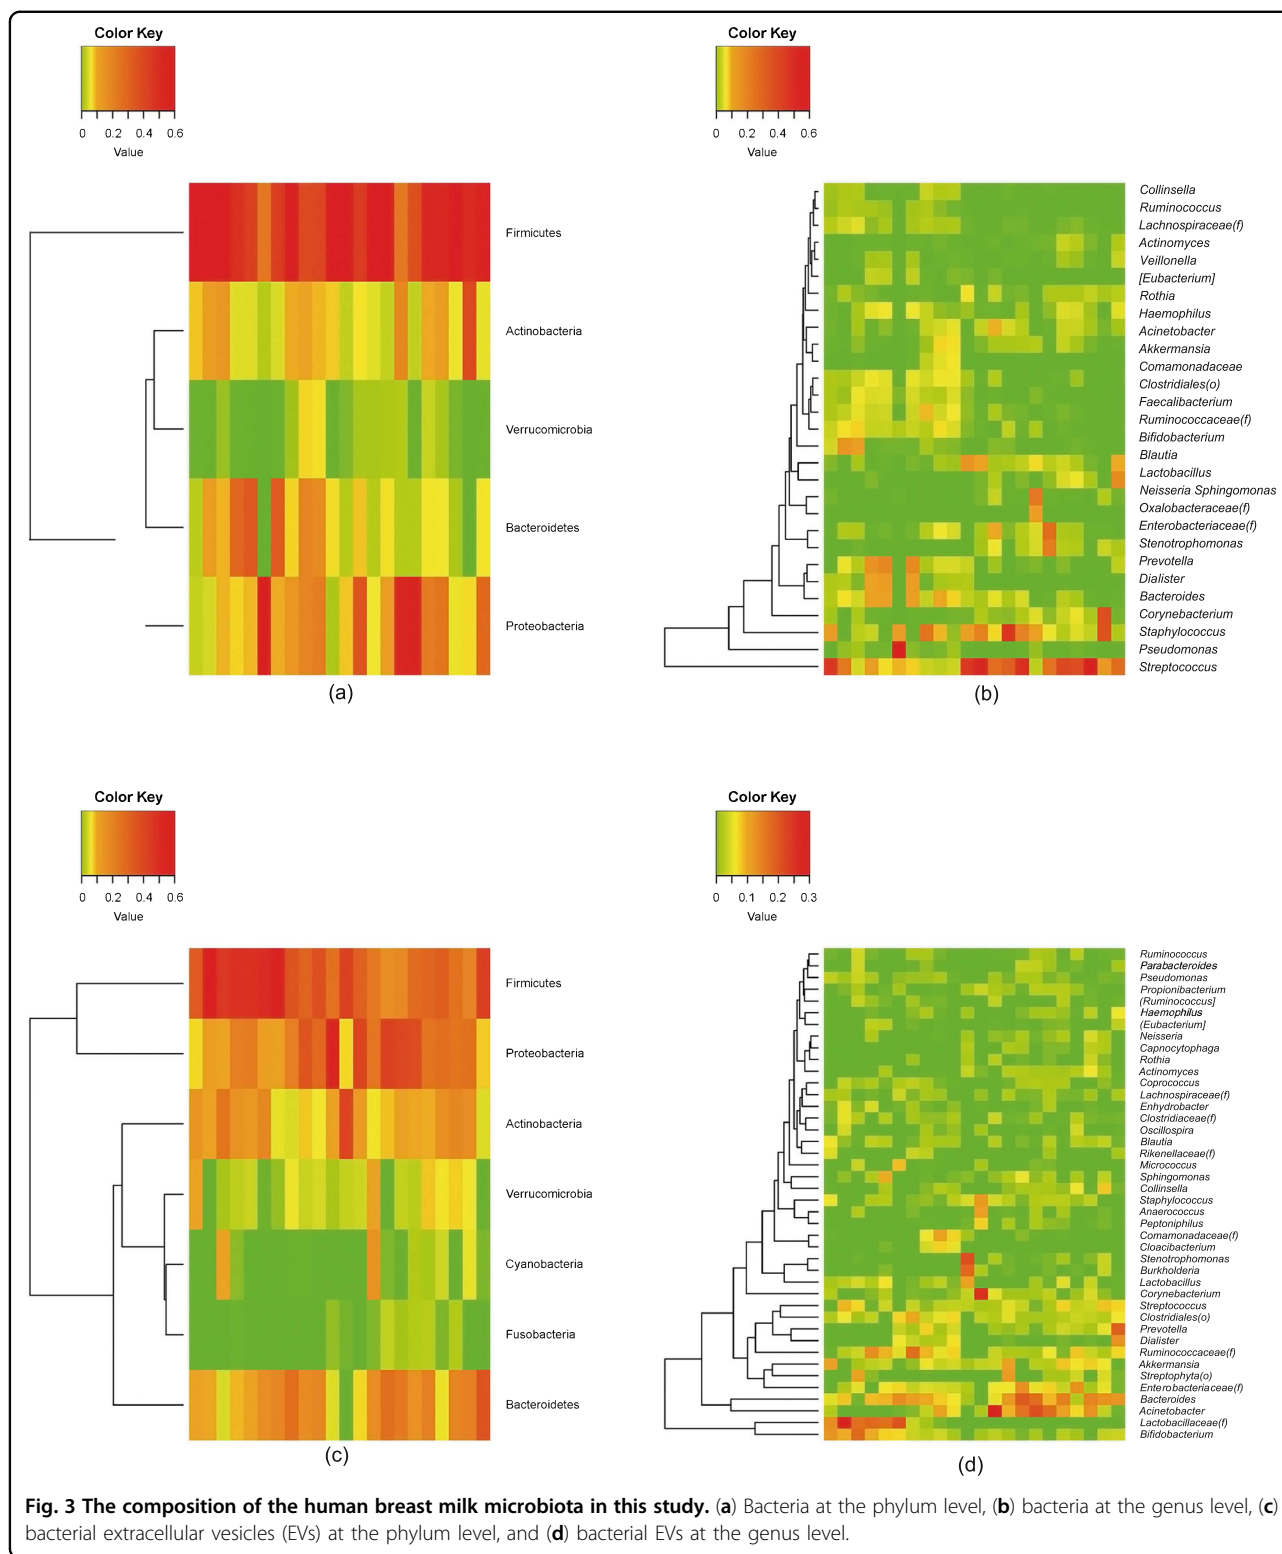 Color Key
0 0.2 0.4 0.6
Value
Firmicutes
Actinobacteria
Verrucomicrobia
Bacteroidetes
Proteobacteria
(a)
Color Key
0 0.2 0.4 0.6
Value
Collinsella
Ruminococcus
Lachnospiraceae(f)
Actinomyces
Veillonella
[Eubacterium]
Rothia
Haemophilus
Acinetobacter
Akkermansia
Comamonadaceae
Clostridiales(o)
Faecalibacterium
Ruminococcaceae(f)
Bifidobacterium
Blautia
Lactobacillus
Neisseria Sphingomonas
Oxalobacteraceae(f)
Enterobacteriaceae(f)
Stenotrophomonas
Prevotella
Dialister
Bacteroides
Corynebacterium
Staphylococcus
Pseudomonas
Streptococcus
(b)
Color Key
0 0.2 0.4 0.6
Value
Firmicutes
Proteobacteria
Actinobacteria
Verrucomicrobia
Cyanobacteria
Fusobacteria
Bacteroidetes
(c)
Color Key
0 0.1 0.2 0.3
Value
Ruminococcus
Parabacteroides
Pseudomonas
Propionibacterium
(Ruminococcus]
Haemophilus
(Eubacterium]
Neisseria
Capnocytophaga
Rothia
Actinomyces
Coprococcus
Lachnospiraceae(f)
Enhydrobacter
Clostridiaceae(f)
Oscillospira
Blautia
Rikenellaceae(f)
Micrococcus
Sphingomonas
Collinsella
Staphylococcus
Anaerococcus
Peptoniphilus
Comamonadaceae(f)
Cloacibacterium
Stenotrophomonas
Burkholderia
Lactobacillus
Corynebacterium
Streptococcus
Clostridiales(o)
Prevotella
Dialister
Ruminococcaceae(f)
Akkermansia
Streptophyta(o)
Enterobacteriaceae(f)
Bacteroides
Acinetobacter
Lactobacillaceae(f)
Bifidobacterium
(d)
Fig. 3 The composition of the human breast milk microbiota in this study. (a) Bacteria at the phylum level, (b) bacteria at the genus level, (c)
bacterial extracellular vesicles (EVs) at the phylum level, and (d) bacterial EVs at the genus level.